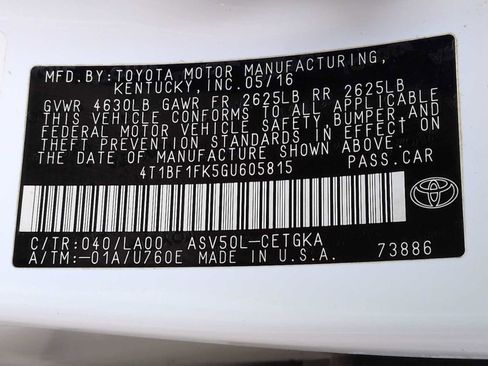 MFD.BY:TOYOTA MOTOR MANUFACTURING,
KENTUCKY, INC.05/16
GVWR 4630LB GAWR FR 2625LB RR 2625LB
THIS VEHICLE CONFORMS TO ALL APPLICABLE
FEDERAL MOTOR VEHICLE SAFETY, BUMPER,AND
THEFT PREVENTION STANDARDS IN EFFECT ON
THE DATE OF MANUFACTURE SHOWN ABOVE.
4T1BF1FK5GU605815 PASS.CAR
C/TR:040/LA00 ASV50L-CETGKA
A/TM:-01A/U760E MADE IN U.S.A. 73886